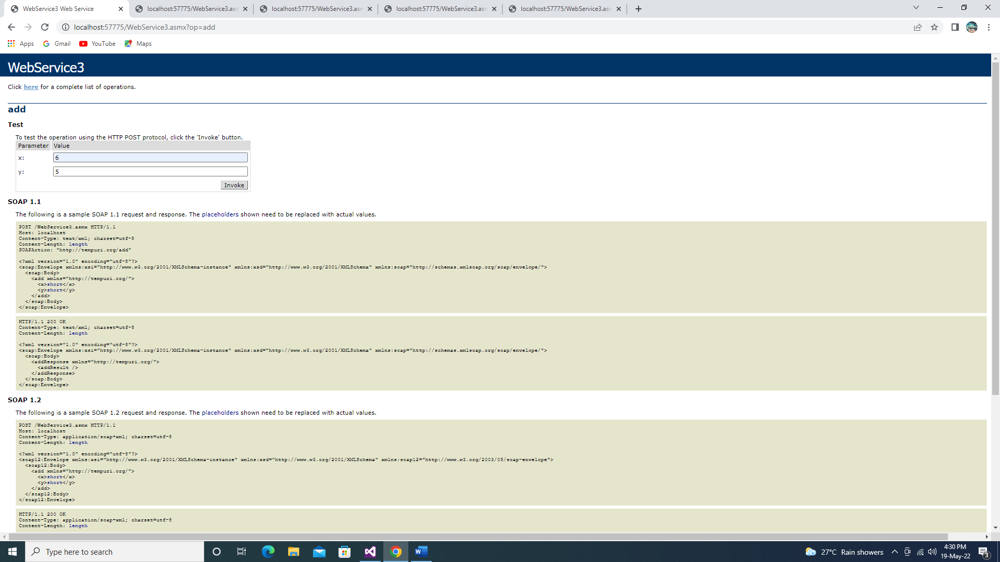 WebService3 Web Service
localhost:57775/WebService3.asm
localhost:57775/WebService3.asm
localhost:57775/WebService3.asm
localhost:57775/WebService3.asm
localhost:57775/WebService3.asmx?op=add
Apps
Gmail
YouTube
Maps
WebService3
Click here for a complete list of operations.
add
Test
To test the operation using the HTTP POST protocol, click the 'Invoke' button.
Parameter Value
x: 6
y: 5
Invoke
SOAP 1.1
The following is a sample SOAP 1.1 request and response. The placeholders shown need to be replaced with actual values.
POST /WebService3.asmx HTTP/1.1
Host: localhost
Content-Type: text/xml; charset=utf-8
Content-Length: length
SOAPAction: "http://tempuri.org/add"
<?xml version="1.0" encoding="utf-8"?>
<soap:Envelope xmlns:xsi="http://www.w3.org/2001/XMLSchema-instance" xmlns:xsd="http://www.w3.org/2001/XMLSchema" xmlns:soap="http://schemas.xmlsoap.org/soap/envelope/">
<soap:Body>
<add xmlns="http://tempuri.org/">
<x>short</x>
<y>short</y>
</add>
</soap:Body>
</soap:Envelope>
HTTP/1.1 200 OK
Content-Type: text/xml; charset=utf-8
Content-Length: length
<?xml version="1.0" encoding="utf-8"?>
<soap:Envelope xmlns:xsi="http://www.w3.org/2001/XMLSchema-instance" xmlns:xsd="http://www.w3.org/2001/XMLSchema" xmlns:soap="http://schemas.xmlsoap.org/soap/envelope/">
<soap:Body>
<addResponse xmlns="http://tempuri.org/">
<addResult />
</addResponse>
</soap:Body>
</soap:Envelope>
SOAP 1.2
The following is a sample SOAP 1.2 request and response. The placeholders shown need to be replaced with actual values.
POST /WebService3.asmx HTTP/1.1
Host: localhost
Content-Type: application/soap+xml; charset=utf-8
Content-Length: length
<?xml version="1.0" encoding="utf-8"?>
<soap12:Envelope xmlns:xsi="http://www.w3.org/2001/XMLSchema-instance" xmlns:xsd="http://www.w3.org/2001/XMLSchema" xmlns:soap12="http://www.w3.org/2003/05/soap-envelope">
<soap12:Body>
<add xmlns="http://tempuri.org/">
<x>short</x>
<y>short</y>
</add>
</soap12:Body>
</soap12:Envelope>
HTTP/1.1 200 OK
Content-Type: application/soap+xml; charset=utf-8
Content-Length: length
Type here to search
27°C Rain showers
4:30 PM
19-May-22
3